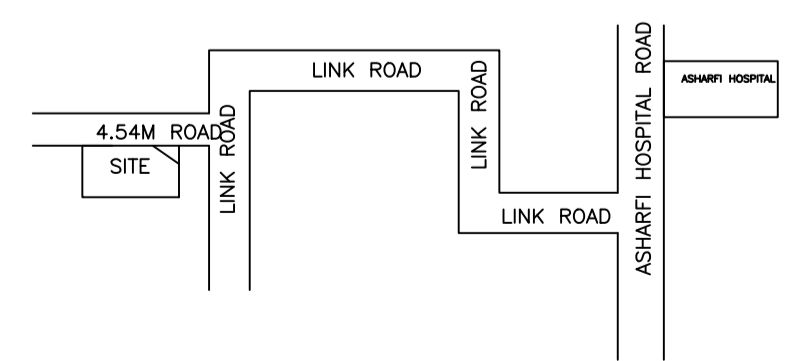 LINK ROAD
4.54M ROAD
SITE
LINK ROAD
LINK ROAD
LINK ROAD
ASHARFI HOSPITAL ROAD
ASHARFI HOSPITAL